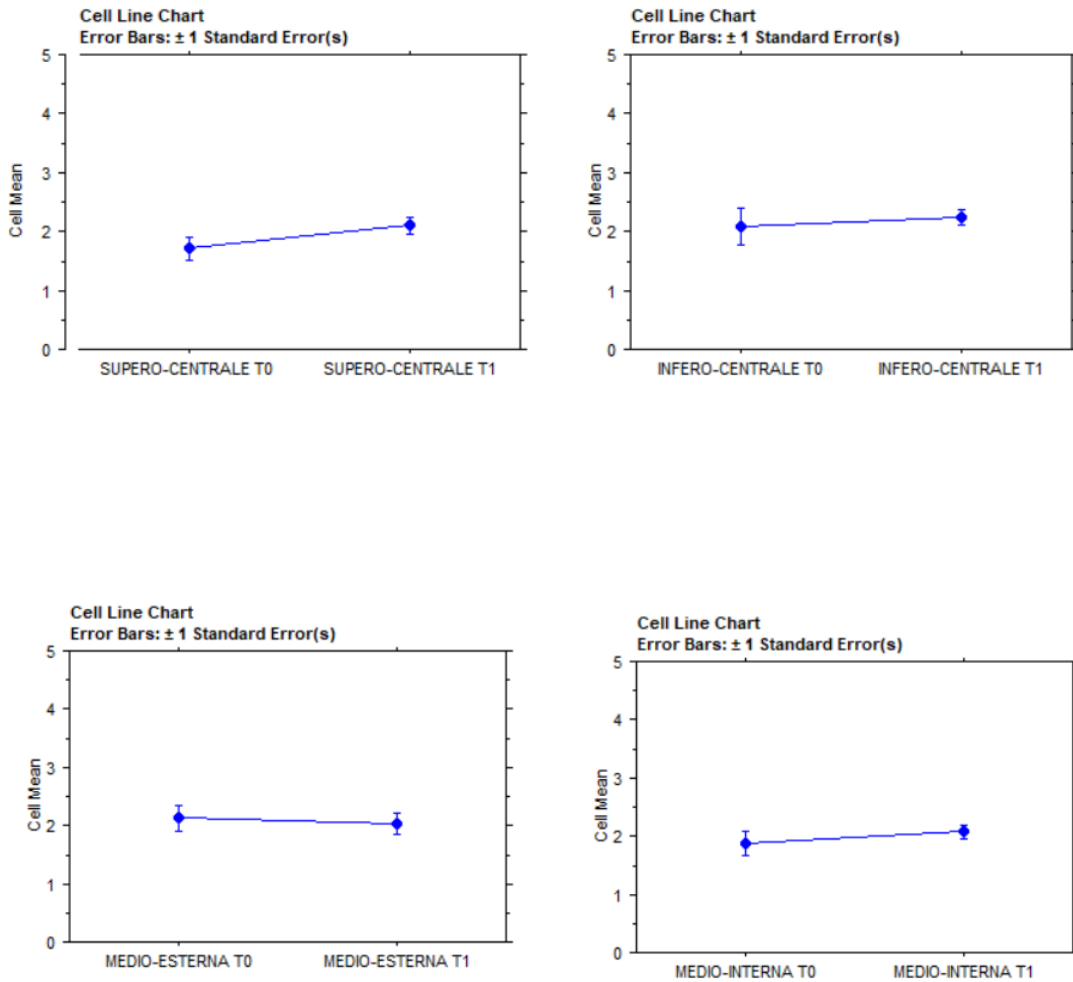 Cell Line Chart
Error Bars: ± 1 Standard Error(s)
5
4
3
2
1
0
Cell Mean
SUPERO-CENTRALE T0
SUPERO-CENTRALE T1
Cell Line Chart
Error Bars: ± 1 Standard Error(s)
5
4
3
2
1
0
Cell Mean
INFERO-CENTRALE T0
INFERO-CENTRALE T1
Cell Line Chart
Error Bars: ± 1 Standard Error(s)
5
4
3
2
1
0
Cell Mean
MEDIO-ESTERNA T0
MEDIO-ESTERNA T1
Cell Line Chart
Error Bars: ± 1 Standard Error(s)
5
4
3
2
1
0
Cell Mean
MEDIO-INTERNA T0
MEDIO-INTERNA T1